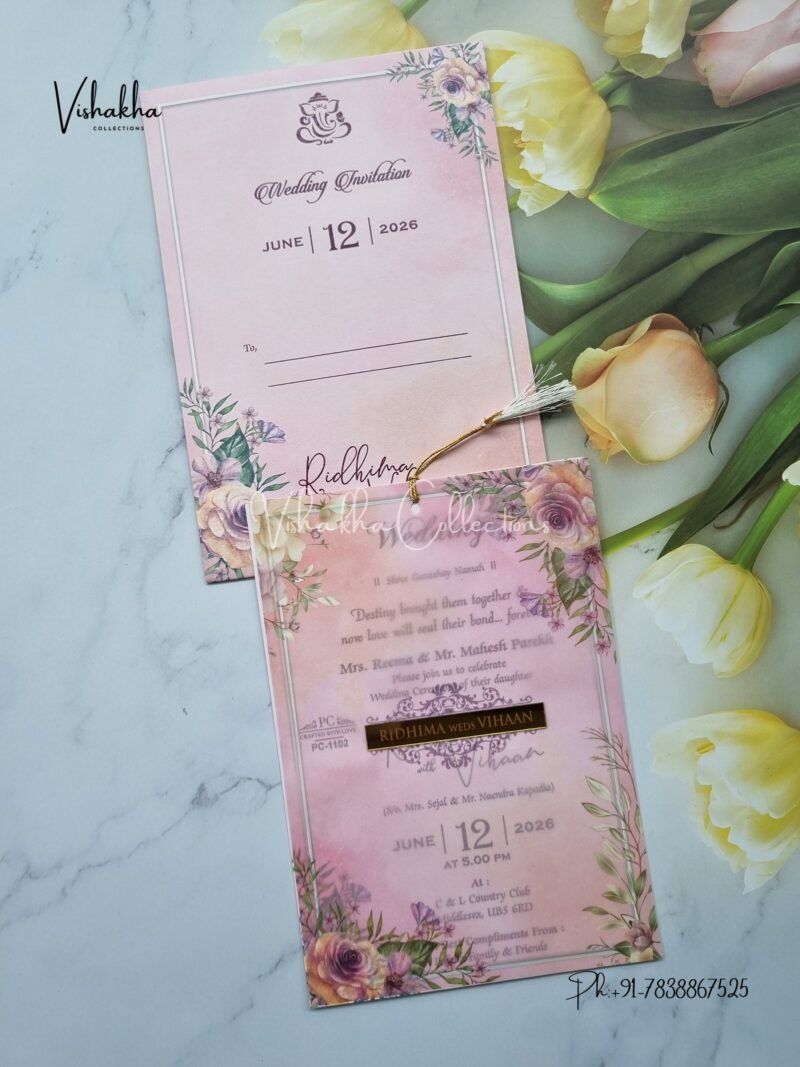 Vishakha
COLLECTIONS
Wedding Invitation
JUNE | 12 | 2026
To,
Ridhima
Vishakha Collections
Wedding
|| Shree Ganeshay Namah ||
Destiny brought them together &
now love will seal their bond...
Mrs. Reema & Mr. Mahesh Parekh
Please join us to celebrate
Wedding Ceremony of their daughter
PC
CRAFTED WITH LOVE
PC-1102
RIDHIMA WEDS VIHAAN
with Vihaan
(S/o. Mrs. Sejal & Mr. Narendra Kapadia)
JUNE | 12 | 2026
AT 5.00 PM
At :
C & L Country Club
Middlesex, UB5 6RD
Best Compliments From :
Family & Friends
Ph:+91-7838867525